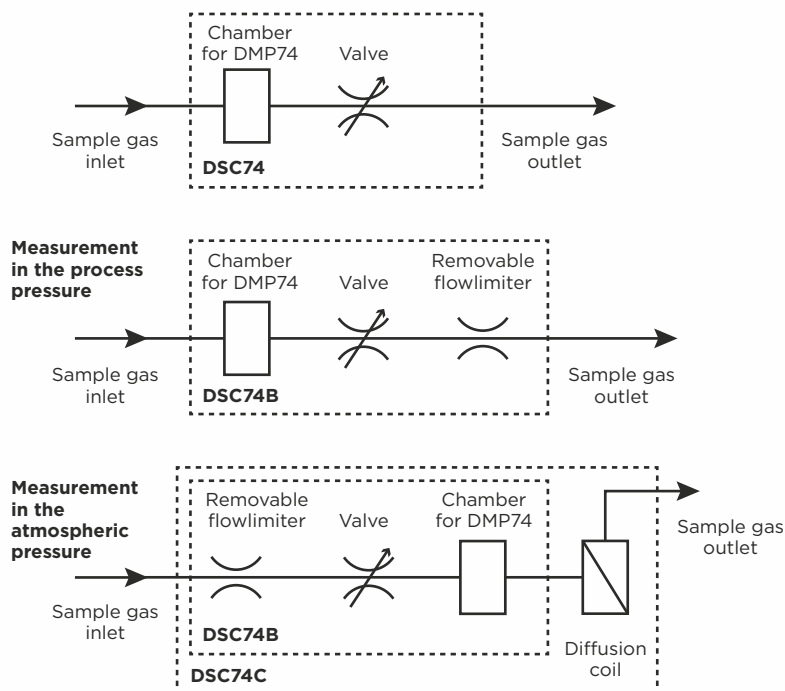 Chamber
for DMP74
Valve
Sample gas
inlet
DSC74
Sample gas
outlet
Measurement
in the process
pressure
Chamber
for DMP74
Valve
Removable
flowlimiter
Sample gas
inlet
DSC74B
Sample gas
outlet
Measurement
in the
atmospheric
pressure
Removable
flowlimiter
Valve
Chamber
for DMP74
Sample gas
outlet
Sample gas
inlet
DSC74B
Diffusion
coil
DSC74C